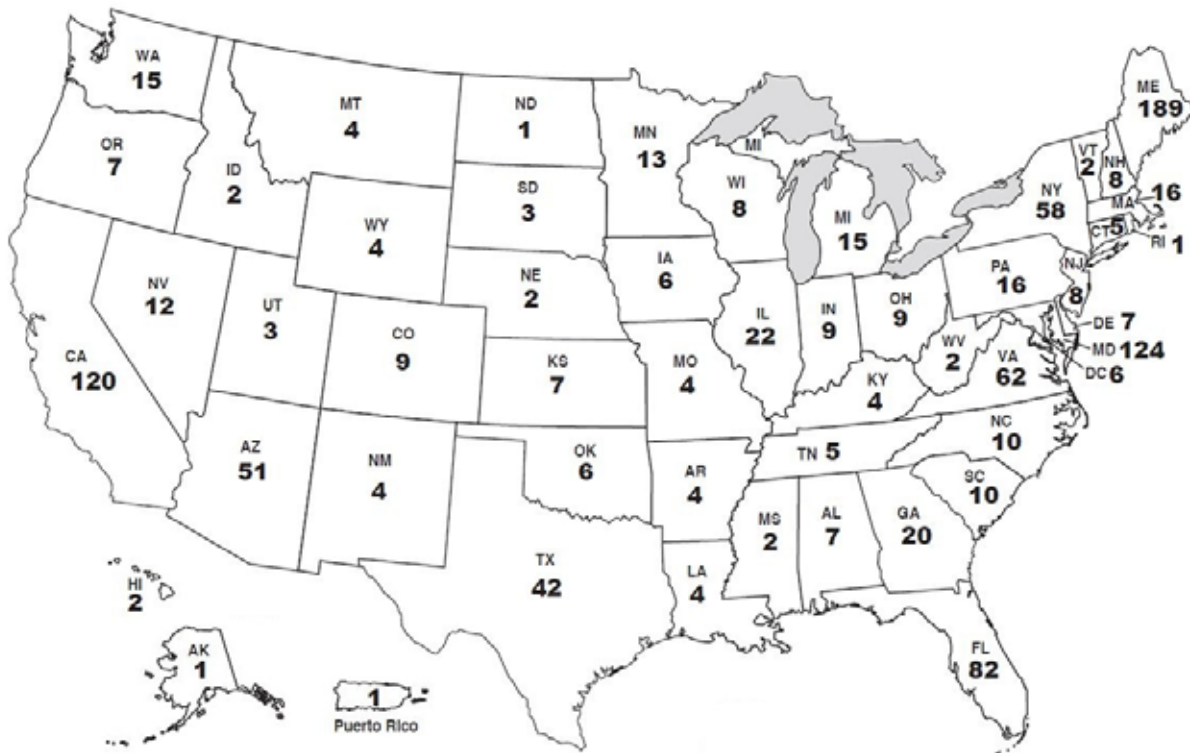 WA
15
OR
7
CA
120
NV
12
ID
2
MT
4
WY
4
UT
3
AZ
51
CO
9
NM
4
ND
1
SD
3
NE
2
KS
7
OK
6
TX
42
MN
13
IA
6
MO
4
AR
4
LA
4
WI
8
IL
22
MI
MI
15
IN
9
OH
9
KY
4
TN 5
MS
2
AL
7
GA
20
FL
82
SC
10
NC
10
VA
62
WV
2
PA
16
NY
58
VT
2
NH
8
ME
189
MA 16
CT 5
RI 1
NJ
8
DE 7
MD 124
DC 6
HI
2
AK
1
1
Puerto Rico